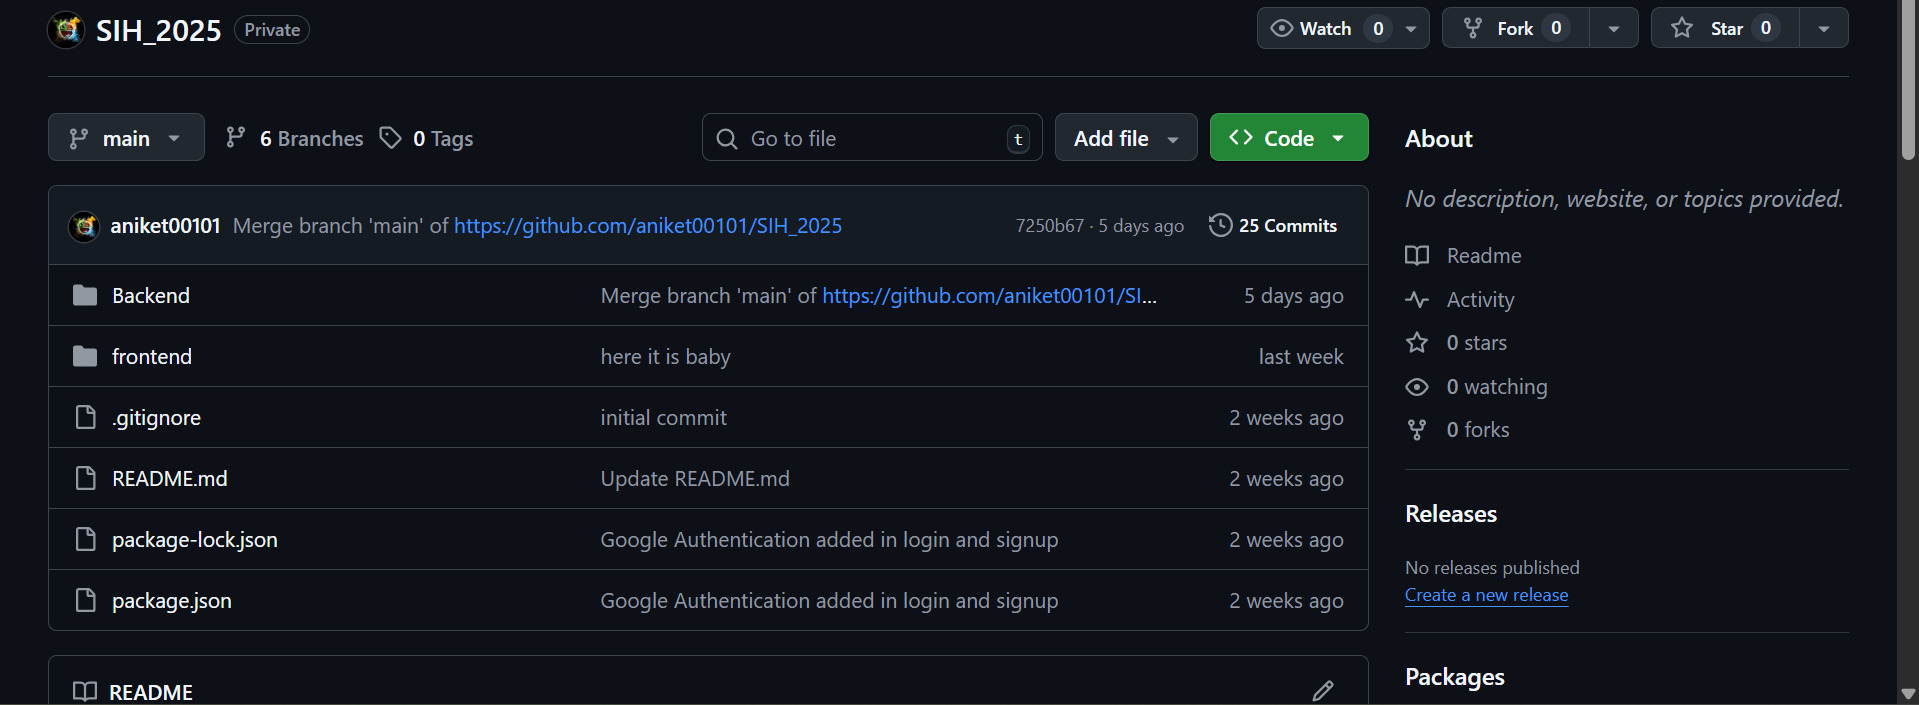 SIH_2025 Private Watch 0 Fork 0 Star 0
main 6 Branches 0 Tags Go to file t Add file Code
aniket00101 Merge branch 'main' of https://github.com/aniket00101/SIH_2025 7250b67 · 5 days ago 25 Commits
Backend Merge branch 'main' of https://github.com/aniket00101/SI... 5 days ago
frontend here it is baby last week
.gitignore initial commit 2 weeks ago
README.md Update README.md 2 weeks ago
package-lock.json Google Authentication added in login and signup 2 weeks ago
package.json Google Authentication added in login and signup 2 weeks ago
README
About
No description, website, or topics provided.
Readme
Activity
0 stars
0 watching
0 forks
Releases
No releases published
Create a new release
Packages